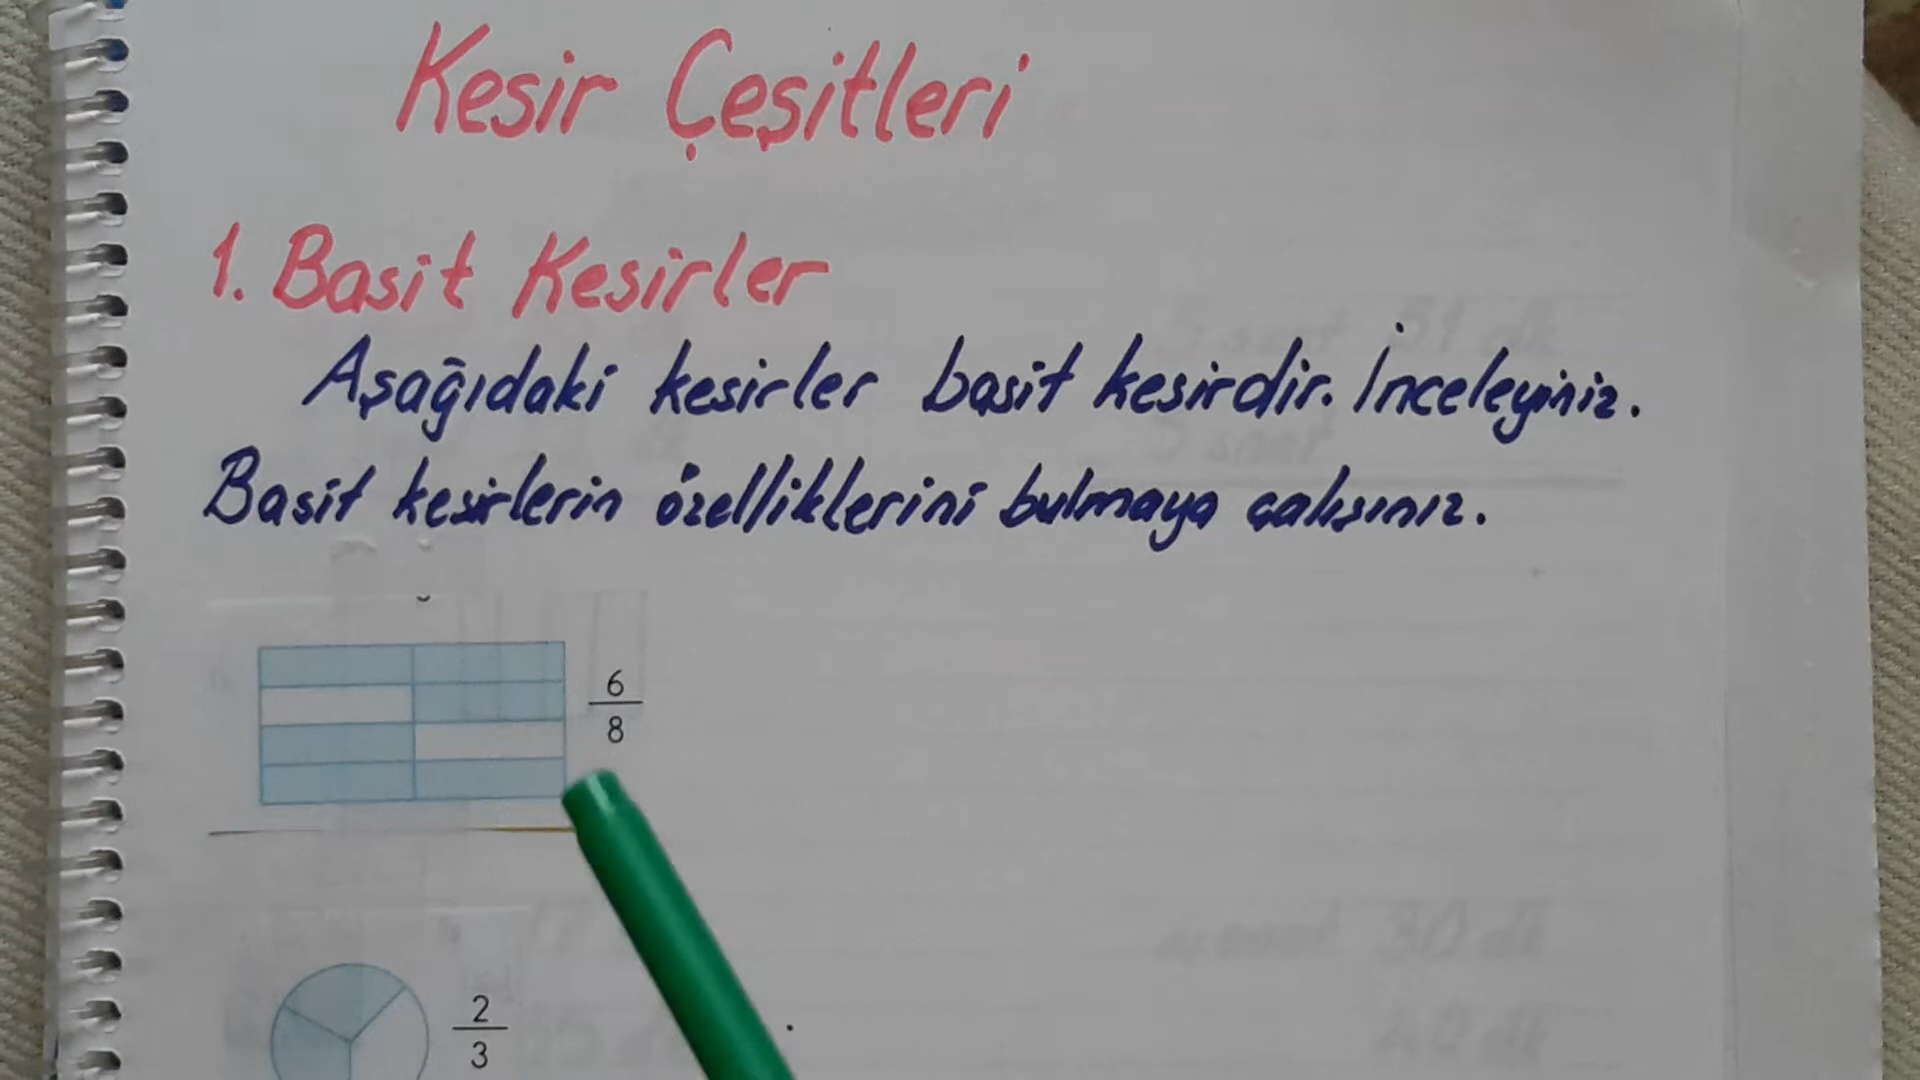 Kesir Çeşitleri
1. Basit Kesirler
Aşağıdaki kesirler basit kesirdir. İnceleyiniz.
Basit kesirlerin özelliklerini bulmaya çalışınız.
6
8
2
3